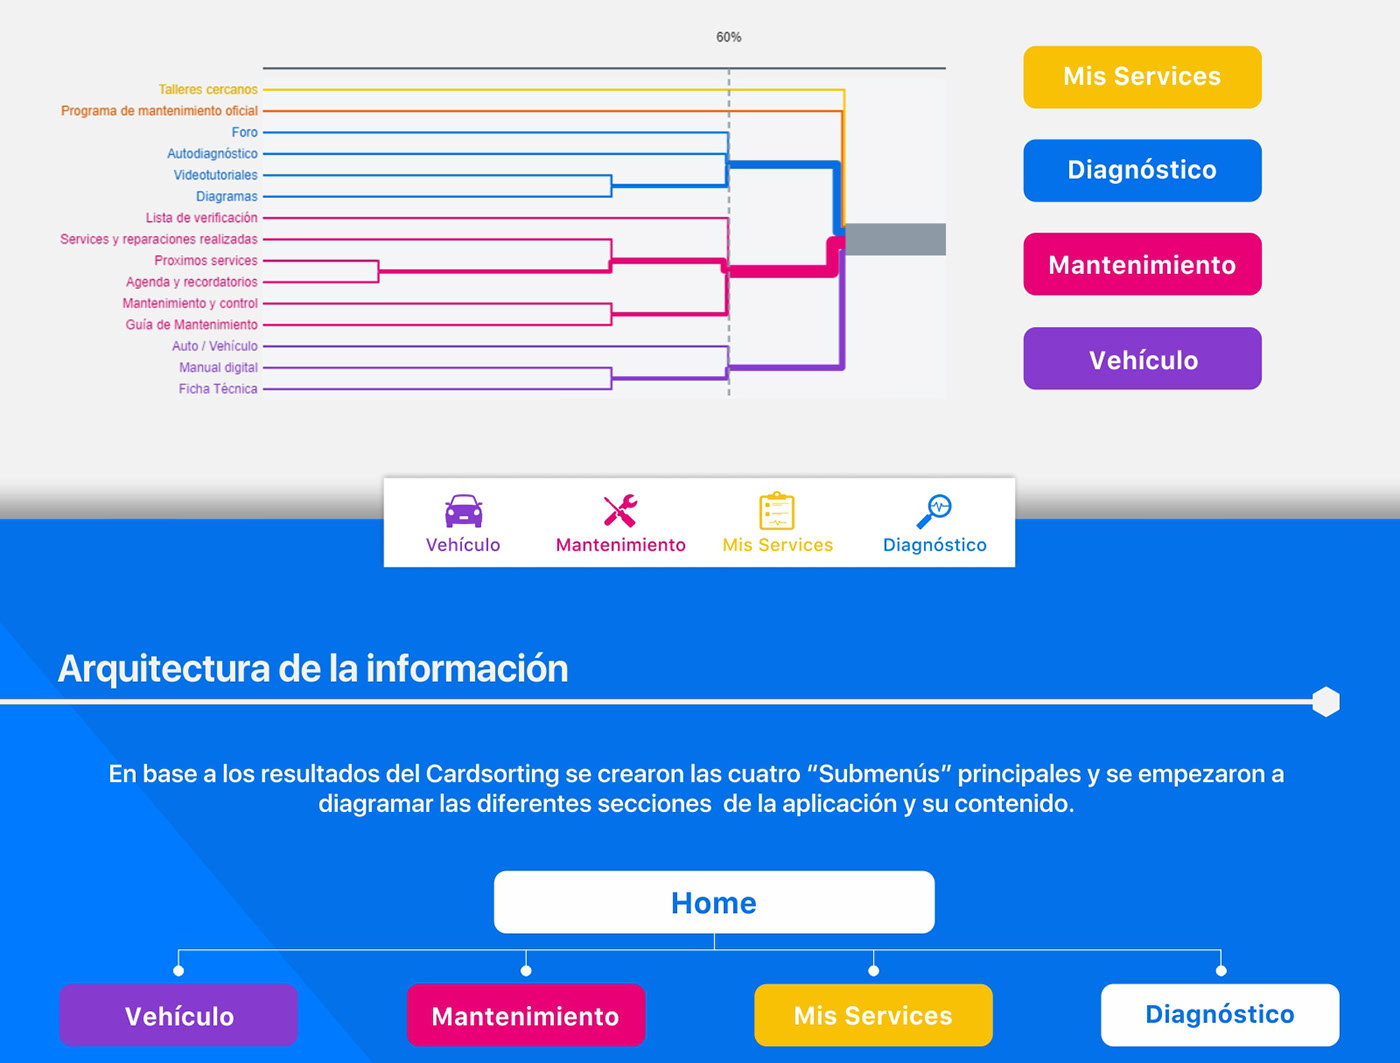 60%
Talleres cercanos
Programa de mantenimiento oficial
Foro
Autodiagnóstico
Videotutoriales
Diagramas
Lista de verificación
Services y reparaciones realizadas
Proximos services
Agenda y recordatorios
Mantenimiento y control
Guía de Mantenimiento
Auto / Vehículo
Manual digital
Ficha Técnica
Mis Services
Diagnóstico
Mantenimiento
Vehículo
Vehículo
Mantenimiento
Mis Services
Diagnóstico
Arquitectura de la información
En base a los resultados del Cardsorting se crearon las cuatro “Submenús” principales y se empezaron a
diagramar las diferentes secciones de la aplicación y su contenido.
Home
Vehículo
Mantenimiento
Mis Services
Diagnóstico